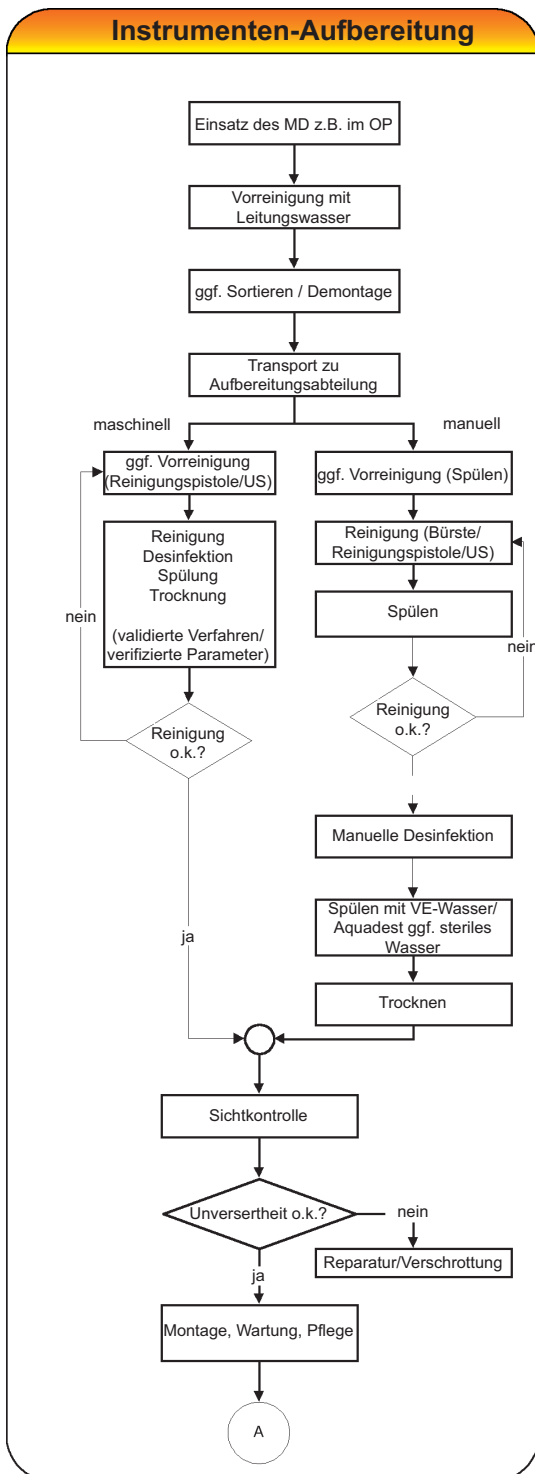 Instrumenten-Aufbereitung
Einsatz des MD z.B. im OP
Vorreinigung mit
Leitungswasser
ggf. Sortieren / Demontage
Transport zu
Aufbereitungsabteilung
maschinell
manuell
ggf. Vorreinigung
(Reinigungspistole/US)
ggf. Vorreinigung (Spülen)
Reinigung
Desinfektion
Spülung
Trocknung
(validierte Verfahren/
verifizierte Parameter)
nein
Reinigung (Bürste/
Reinigungspistole/US)
Spülen
nein
Reinigung
o.k.?
Reinigung
o.k.?
Manuelle Desinfektion
Spülen mit VE-Wasser/
Aquadest ggf. steriles
Wasser
ja
Trocknen
Sichtkontrolle
Unversertheit o.k.?
nein
Reparatur/Verschrottung
ja
Montage, Wartung, Pflege
A